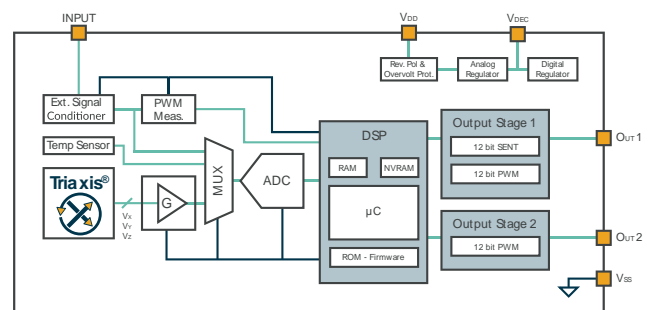 INPUT
VDD
VDEC
Rev. Pol &
Overvolt Prot.
Analog
Regulator
Digital
Regulator
Ext. Signal
Conditioner
PWM
Meas.
Temp Sensor
Triaxis®
VX
VY
VZ
G
MUX
ADC
DSP
RAM
NVRAM
µC
ROM - Firmware
Output Stage 1
12 bit SENT
12 bit PWM
Output Stage 2
12 bit PWM
OUT1
OUT2
VSS